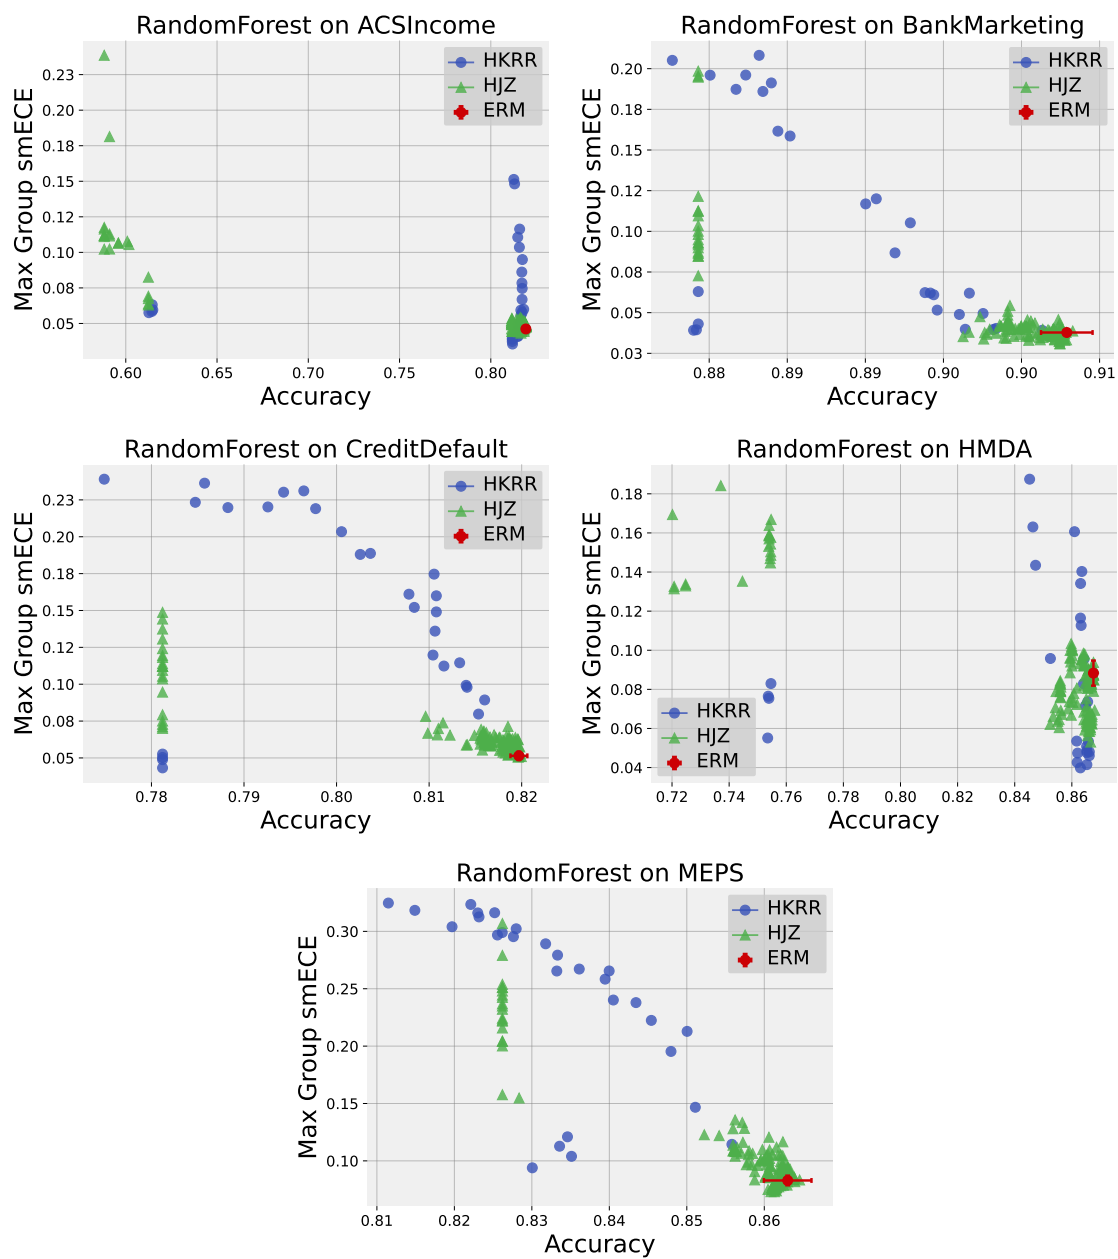 RandomForest on ACSIncome
HKRR
HJZ
ERM
Max Group smECE
0.23
0.20
0.18
0.15
0.12
0.10
0.08
0.05
0.60 0.65 0.70 0.75 0.80
Accuracy
RandomForest on BankMarketing
HKRR
HJZ
ERM
Max Group smECE
0.20
0.18
0.15
0.12
0.10
0.08
0.05
0.03
0.88 0.89 0.89 0.90 0.90 0.91
Accuracy
RandomForest on CreditDefault
HKRR
HJZ
ERM
Max Group smECE
0.23
0.20
0.18
0.15
0.12
0.10
0.08
0.05
0.78 0.79 0.80 0.81 0.82
Accuracy
RandomForest on HMDA
HKRR
HJZ
ERM
Max Group smECE
0.18
0.16
0.14
0.12
0.10
0.08
0.06
0.04
0.72 0.74 0.76 0.78 0.80 0.82 0.84 0.86
Accuracy
RandomForest on MEPS
HKRR
HJZ
ERM
Max Group smECE
0.30
0.25
0.20
0.15
0.10
0.81 0.82 0.83 0.84 0.85 0.86
Accuracy